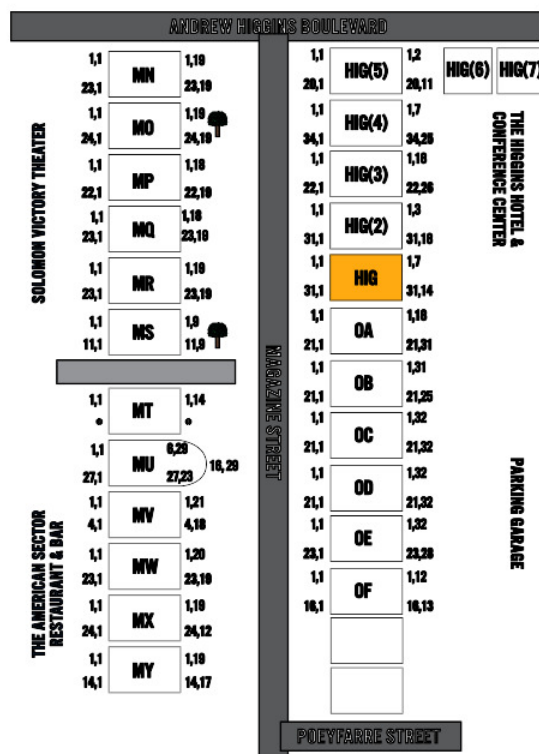 ANDREW HIGGINS BOULEVARD
1,1 MN 1,19
23,1 23,19
1,1 MO 1,19
24,1 24,19
1,1 MP 1,18
22,1 22,19
1,1 MQ 1,18
23,1 23,19
1,1 MR 1,19
23,1 23,19
1,1 MS 1,9
11,1 11,9
SOLOMON VICTORY THEATER
1,1 MT 1,14
1,1 MU 6,29
27,1 27,23 16,29
1,1 MV 1,21
4,1 4,18
1,1 MW 1,20
23,1 23,19
1,1 MX 1,19
24,1 24,12
1,1 MY 1,19
14,1 14,17
THE AMERICAN SECTOR
RESTAURANT & BAR
MAGAZINE STREET
1,1 HIG(5) 1,2 HIG(6) HIG(7)
20,1 20,11
1,1 HIG(4) 1,7
34,1 34,25
1,1 HIG(3) 1,16
22,1 22,26
1,1 HIG(2) 1,3
31,1 31,16
1,1 HIG 1,7
31,1 31,14
THE HIGGINS HOTEL &
CONFERENCE CENTER
1,1 OA 1,18
21,1 21,31
1,1 OB 1,31
21,1 21,25
1,1 OC 1,32
21,1 21,32
1,1 OD 1,32
21,1 21,32
1,1 OE 1,32
23,1 23,28
1,1 OF 1,12
16,1 16,13
PARKING GARAGE
POEYFARRE STREET